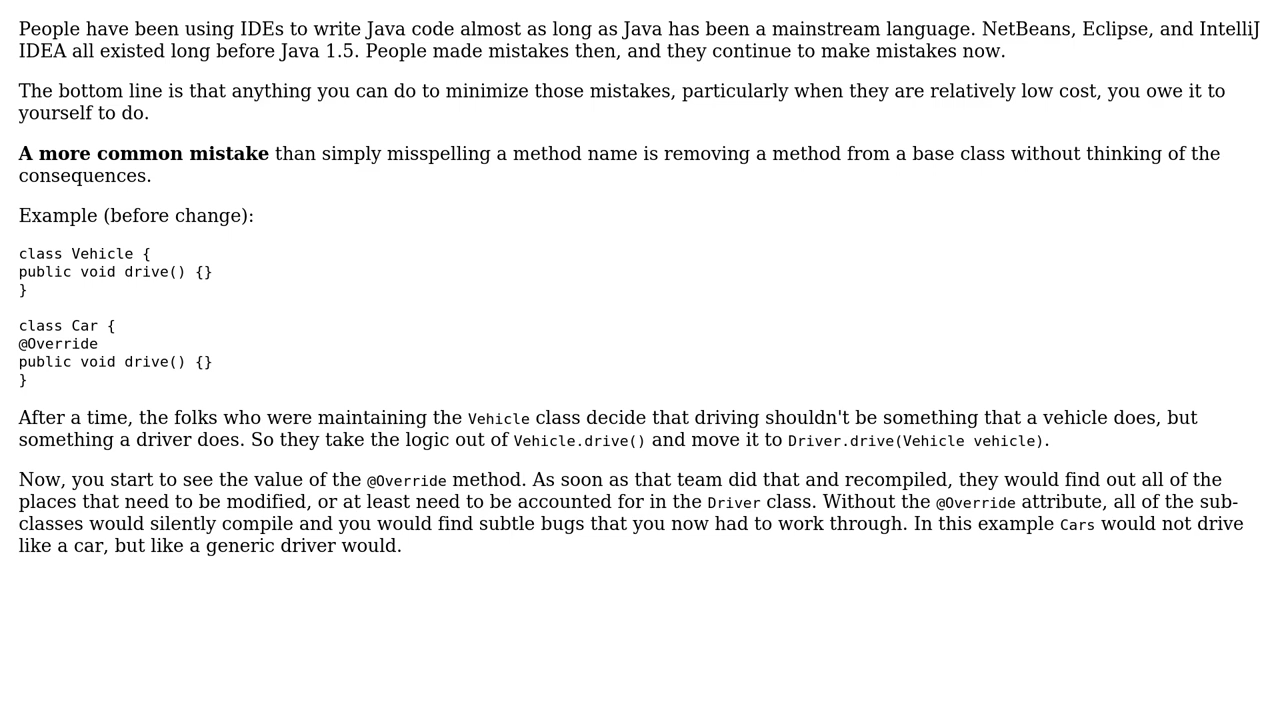 People have been using IDEs to write Java code almost as long as Java has been a mainstream language. NetBeans, Eclipse, and IntelliJ
IDEA all existed long before Java 1.5. People made mistakes then, and they continue to make mistakes now.
The bottom line is that anything you can do to minimize those mistakes, particularly when they are relatively low cost, you owe it to
yourself to do.
A more common mistake than simply misspelling a method name is removing a method from a base class without thinking of the
consequences.
Example (before change):
class Vehicle {
public void drive() {}
}
class Car {
@Override
public void drive() {}
}
After a time, the folks who were maintaining the Vehicle class decide that driving shouldn't be something that a vehicle does, but
something a driver does. So they take the logic out of Vehicle.drive() and move it to Driver.drive(Vehicle vehicle).
Now, you start to see the value of the @Override method. As soon as that team did that and recompiled, they would find out all of the
places that need to be modified, or at least need to be accounted for in the Driver class. Without the @Override attribute, all of the sub-
classes would silently compile and you would find subtle bugs that you now had to work through. In this example Cars would not drive
like a car, but like a generic driver would.